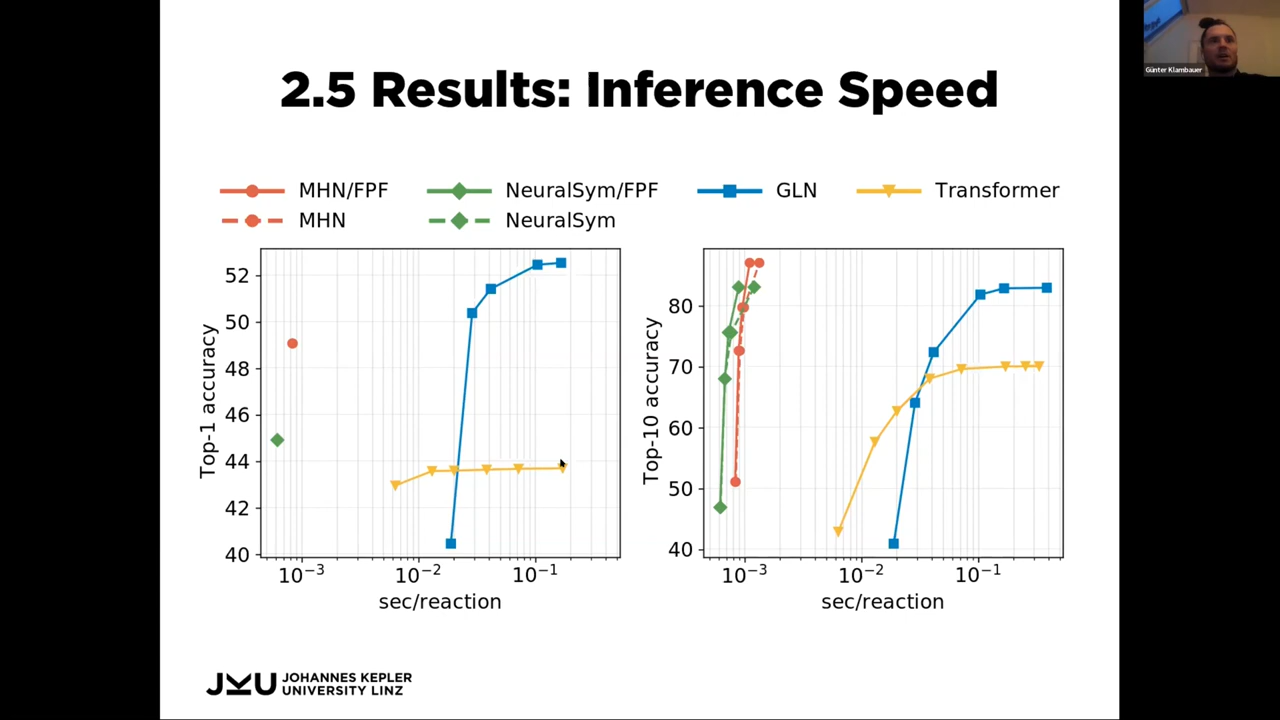 2.5 Results: Inference Speed
Günter Klambauer
MHN/FPF
NeuralSym/FPF
GLN
Transformer
MHN
NeuralSym
Top-1 accuracy
52
50
48
46
44
42
40
10⁻³
10⁻²
10⁻¹
sec/reaction
Top-10 accuracy
80
70
60
50
40
10⁻³
10⁻²
10⁻¹
sec/reaction
JKU
JOHANNES KEPLER
UNIVERSITY LINZ